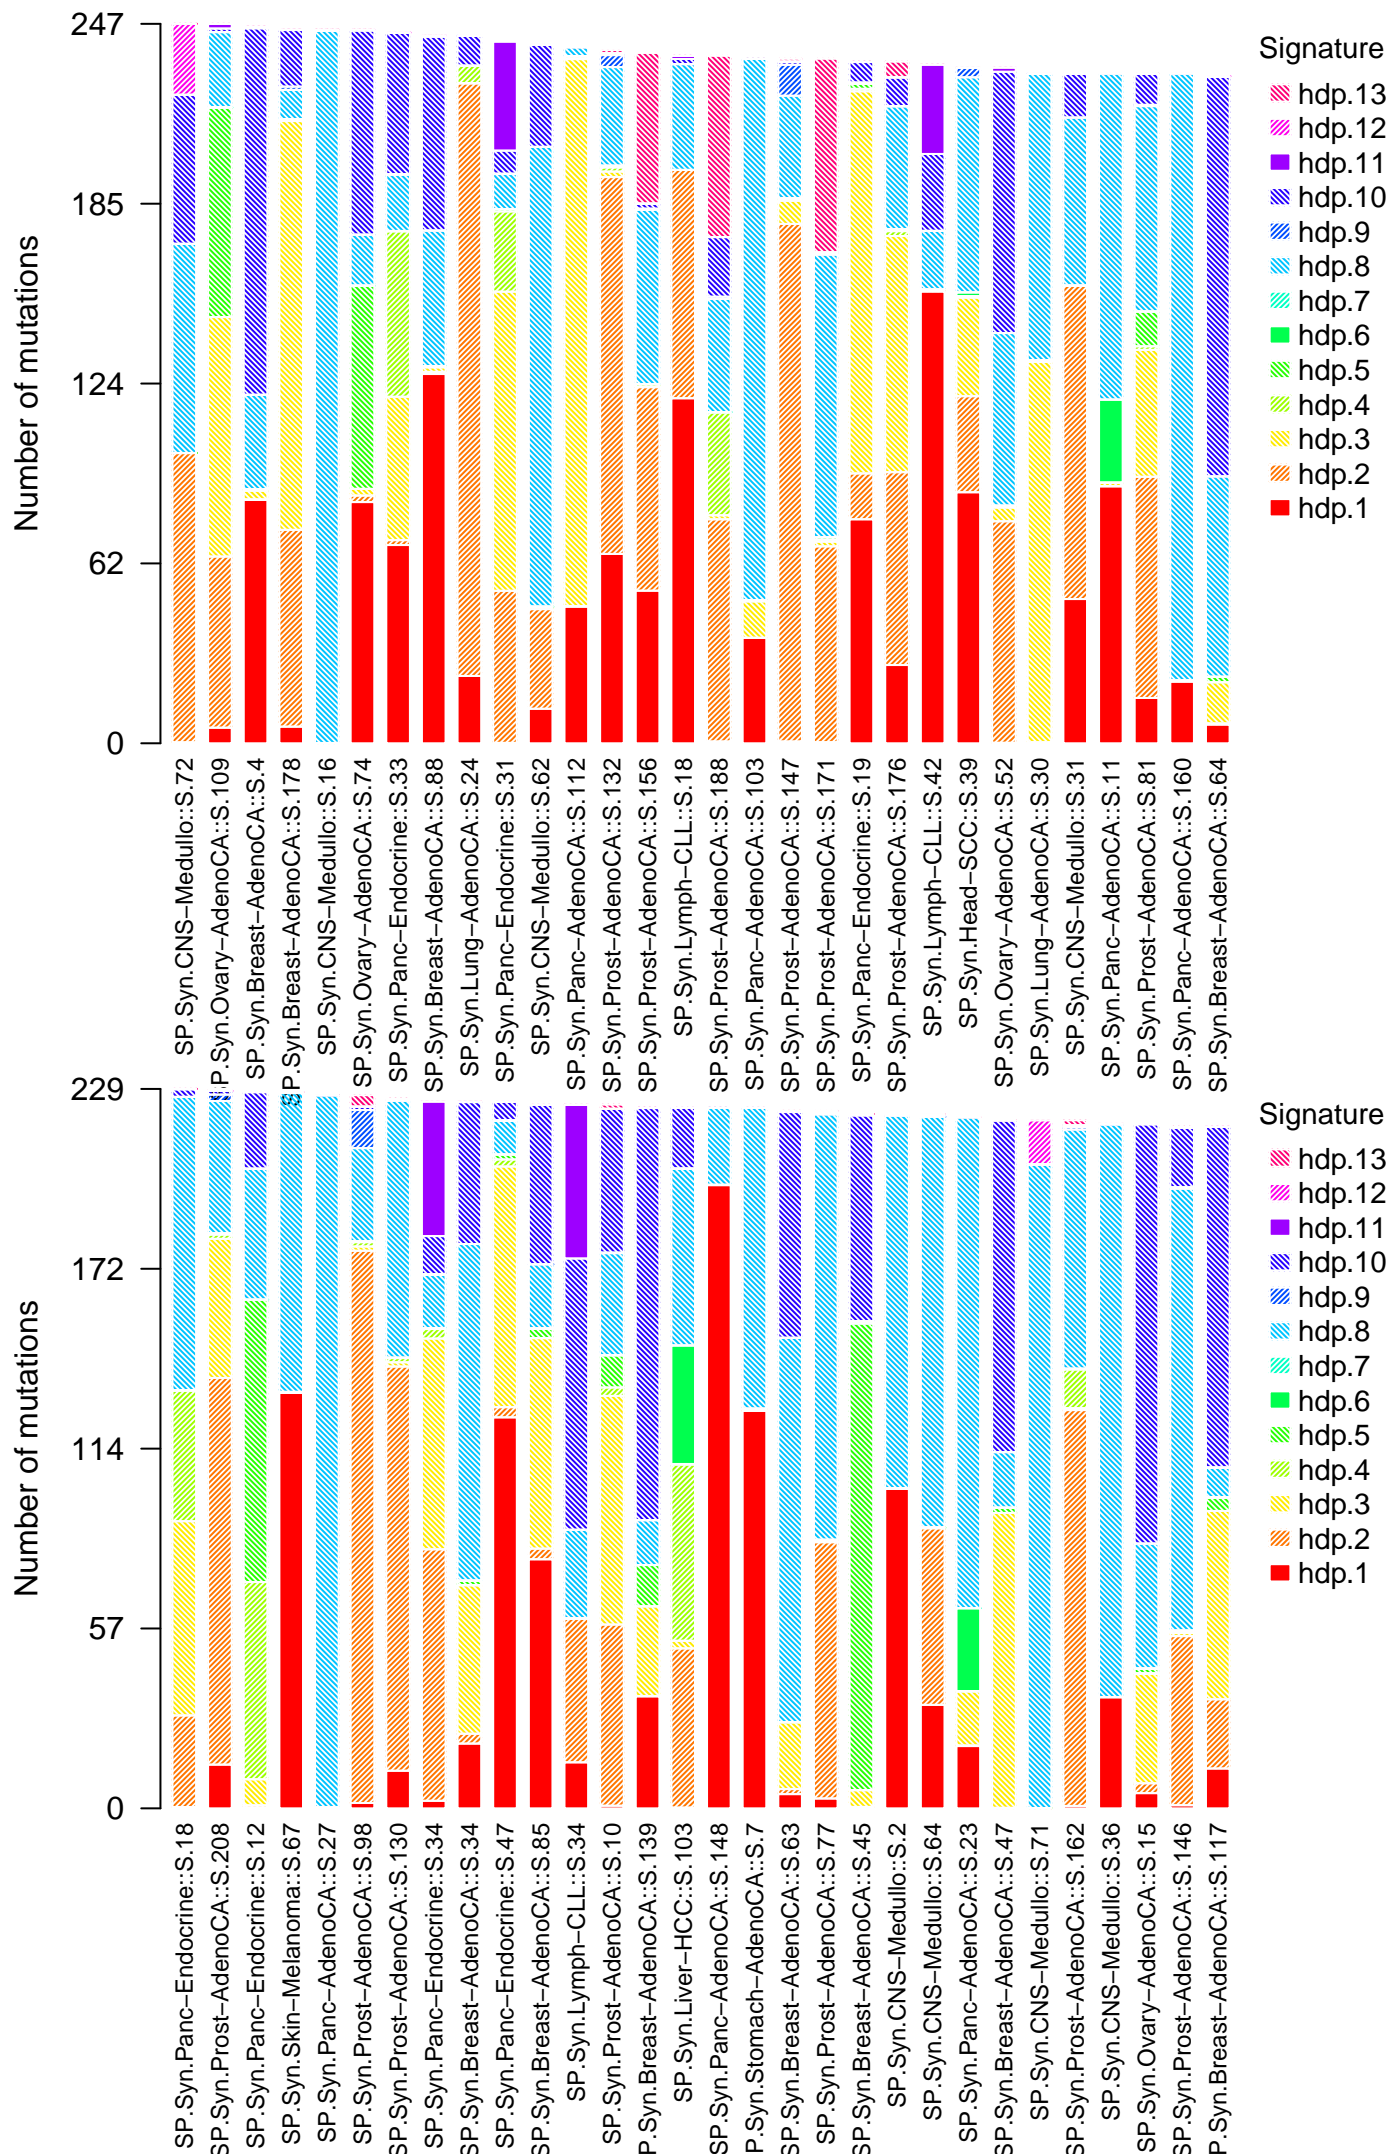 Number of mutations
247
185
124
62
0
SP.Syn.CNS−Medullo::S.72
SP.Syn.Ovary−AdenoCA::S.109
SP.Syn.Breast−AdenoCA::S.4
SP.Syn.Breast−AdenoCA::S.178
SP.Syn.CNS−Medullo::S.16
SP.Syn.Ovary−AdenoCA::S.74
SP.Syn.Panc−Endocrine::S.33
SP.Syn.Breast−AdenoCA::S.88
SP.Syn.Lung−AdenoCA::S.24
SP.Syn.Panc−Endocrine::S.31
SP.Syn.CNS−Medullo::S.62
SP.Syn.Panc−AdenoCA::S.112
SP.Syn.Prost−AdenoCA::S.132
SP.Syn.Prost−AdenoCA::S.156
SP.Syn.Lymph−CLL::S.18
SP.Syn.Prost−AdenoCA::S.188
SP.Syn.Panc−AdenoCA::S.103
SP.Syn.Prost−AdenoCA::S.147
SP.Syn.Prost−AdenoCA::S.171
SP.Syn.Panc−Endocrine::S.19
SP.Syn.Prost−AdenoCA::S.176
SP.Syn.Lymph−CLL::S.42
SP.Syn.Head−SCC::S.39
SP.Syn.Ovary−AdenoCA::S.52
SP.Syn.Lung−AdenoCA::S.30
SP.Syn.CNS−Medullo::S.31
SP.Syn.Panc−AdenoCA::S.11
SP.Syn.Prost−AdenoCA::S.81
SP.Syn.Panc−AdenoCA::S.160
SP.Syn.Breast−AdenoCA::S.64
Signature
hdp.13
hdp.12
hdp.11
hdp.10
hdp.9
hdp.8
hdp.7
hdp.6
hdp.5
hdp.4
hdp.3
hdp.2
hdp.1
Number of mutations
229
172
114
57
0
SP.Syn.Panc−Endocrine::S.18
SP.Syn.Prost−AdenoCA::S.208
SP.Syn.Panc−Endocrine::S.12
SP.Syn.Skin−Melanoma::S.67
SP.Syn.Panc−AdenoCA::S.27
SP.Syn.Prost−AdenoCA::S.98
SP.Syn.Prost−AdenoCA::S.130
SP.Syn.Panc−Endocrine::S.34
SP.Syn.Breast−AdenoCA::S.34
SP.Syn.Panc−Endocrine::S.47
SP.Syn.Breast−AdenoCA::S.85
SP.Syn.Lymph−CLL::S.34
SP.Syn.Prost−AdenoCA::S.10
P.Syn.Breast−AdenoCA::S.139
SP.Syn.Liver−HCC::S.103
SP.Syn.Panc−AdenoCA::S.148
P.Syn.Stomach−AdenoCA::S.7
SP.Syn.Breast−AdenoCA::S.63
SP.Syn.Prost−AdenoCA::S.77
SP.Syn.Breast−AdenoCA::S.45
SP.Syn.CNS−Medullo::S.2
SP.Syn.CNS−Medullo::S.64
SP.Syn.Panc−AdenoCA::S.23
SP.Syn.Breast−AdenoCA::S.47
SP.Syn.CNS−Medullo::S.71
SP.Syn.Prost−AdenoCA::S.162
SP.Syn.CNS−Medullo::S.36
SP.Syn.Ovary−AdenoCA::S.15
SP.Syn.Prost−AdenoCA::S.146
P.Syn.Breast−AdenoCA::S.117
Signature
hdp.13
hdp.12
hdp.11
hdp.10
hdp.9
hdp.8
hdp.7
hdp.6
hdp.5
hdp.4
hdp.3
hdp.2
hdp.1